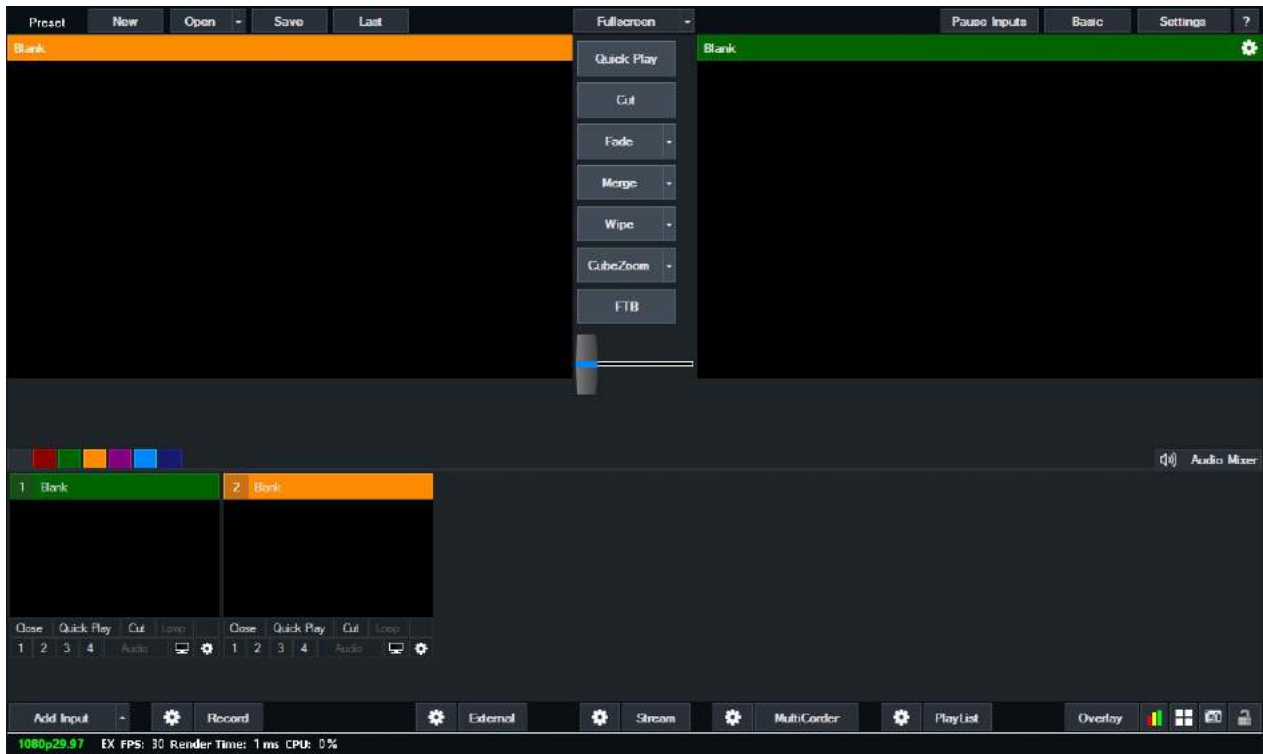 Preset New Open Save Last Fullscreen Pause Inputs Basic Settings ?
Blank
Blank
Quick Play
Cut
Fade
Merge
Wipe
CubeZoom
FTB
Audio Mixer
1 Blank
2 Blank
Close Quick Play Cut Loop
Close Quick Play Cut Loop
1 2 3 4 Audio
1 2 3 4 Audio
Add Input Record External Stream MultiCorder PlayList Overlay
1080p29.97 EX FPS: 30 Render Time: 1 ms CPU: 0%